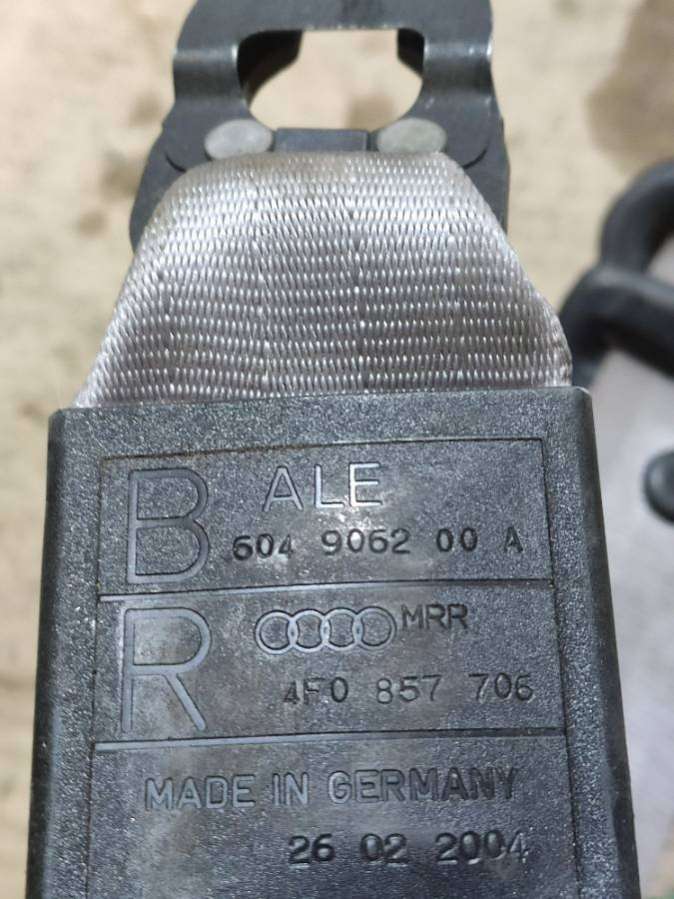 B ALE
604 9062 00 A
R MRR
4F0 857 706
MADE IN GERMANY
26 02 2004